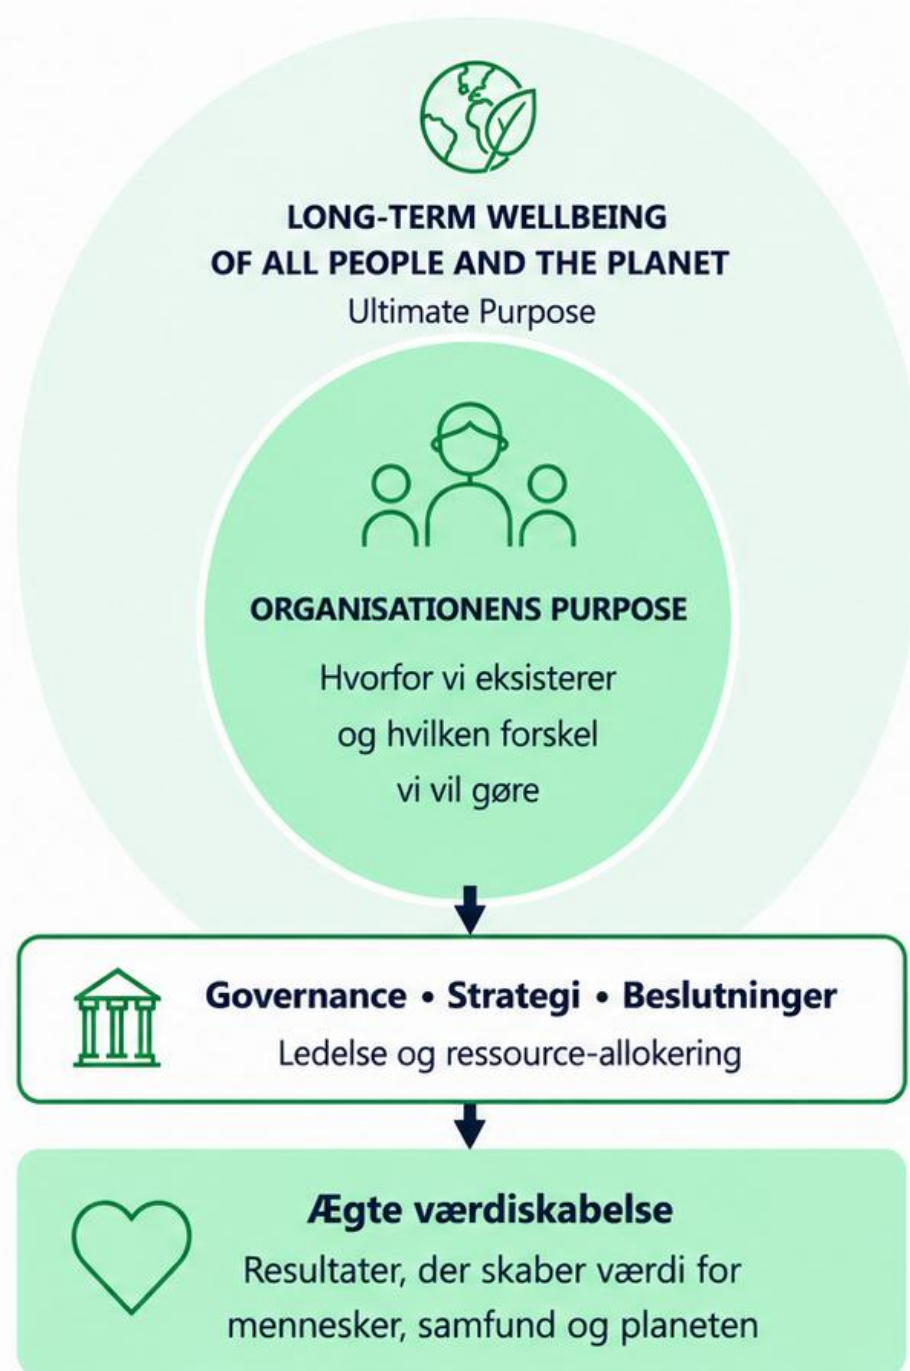 LONG-TERM WELLBEING
OF ALL PEOPLE AND THE PLANET
Ultimate Purpose
ORGANISATIONENS PURPOSE
Hvorfor vi eksisterer
og hvilken forskel
vi vil gøre
Governance • Strategi • Beslutninger
Ledelse og ressource-allokering
Ægte værdiskabelse
Resultater, der skaber værdi for
mennesker, samfund og planeten